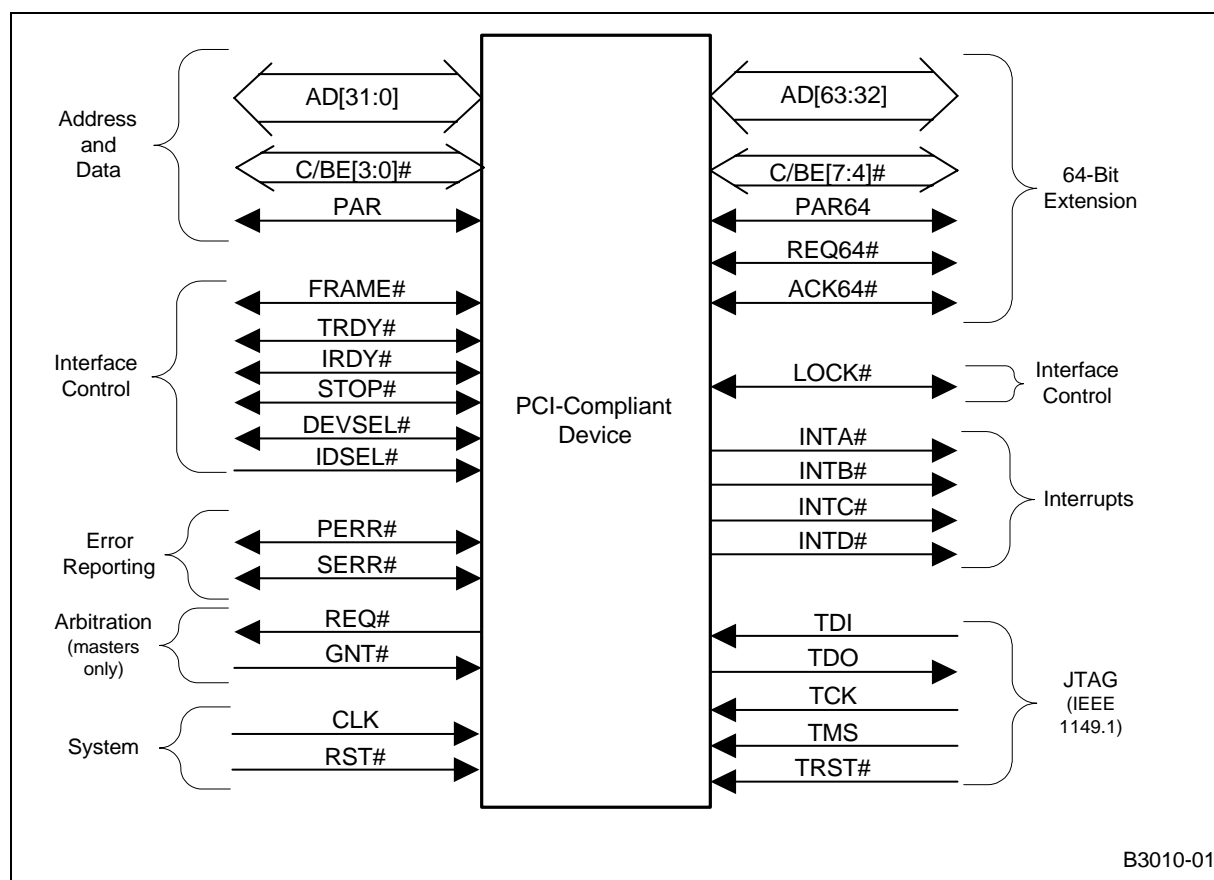 Address
and
Data
AD[31:0]
C/BE[3:0]#
PAR
Interface
Control
FRAME#
TRDY#
IRDY#
STOP#
DEVSEL#
IDSEL#
Error
Reporting
PERR#
SERR#
Arbitration
(masters
only)
REQ#
GNT#
System
CLK
RST#
PCI-Compliant
Device
AD[63:32]
C/BE[7:4]#
PAR64
REQ64#
ACK64#
64-Bit
Extension
LOCK#
Interface
Control
INTA#
INTB#
INTC#
INTD#
Interrupts
TDI
TDO
TCK
TMS
TRST#
JTAG
(IEEE
1149.1)
B3010-01